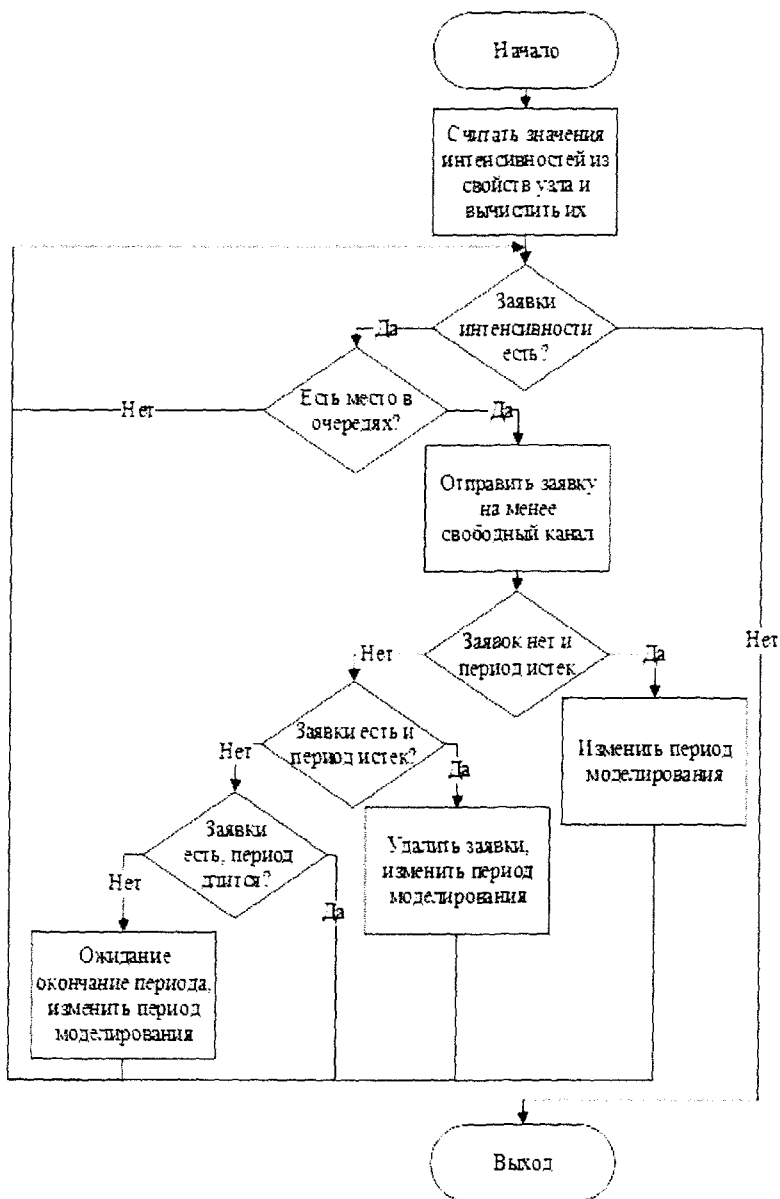 Начало
Считать значения
интенсивностей из
свойств узла и
вычистить их
Заявки
интенсивности
есть?
Да
Нет
Есть место в
очередях?
Да
Отправить заявку
на менее
свободный канал
Заявок нет и
период истек
Нет
Да
Нет
Заявки есть и
период истек?
Нет
Да
Изменить период
моделирования
Заявки
есть, период
длится?
Удалить заявки,
изменить период
моделирования
Нет
Да
Ожидание
окончание периода,
изменить период
моделирования
Выход